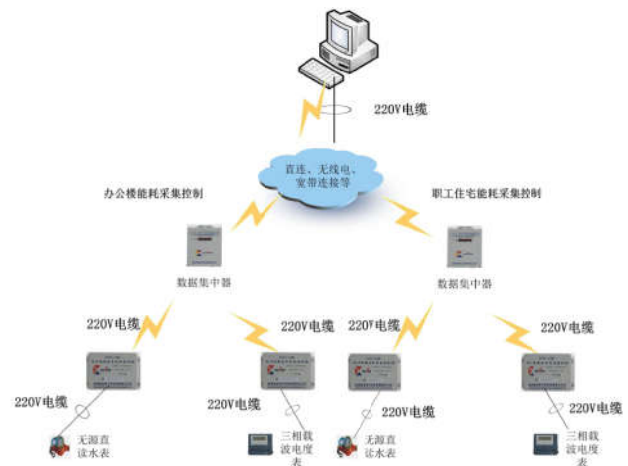 220V电缆
直连、无线电、
宽带连接等
办公楼能耗采集控制
职工住宅能耗采集控制
数据集中器
数据集中器
220V电缆
220V电缆
220V电缆
220V电缆
220V电缆
220V电缆
220V电缆
220V电缆
无源直
读水表
三相载
波电度
表
无源直
读水表
三相载
波电度
表